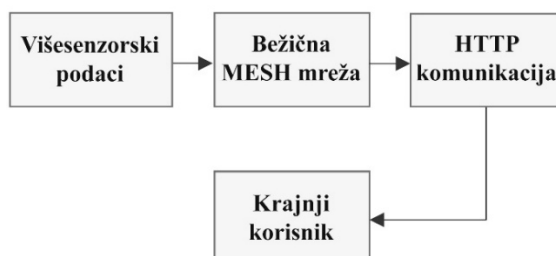 Višesenzorski
podaci
Bežična
MESH mreža
HTTP
komunikacija
Krajnji
korisnik